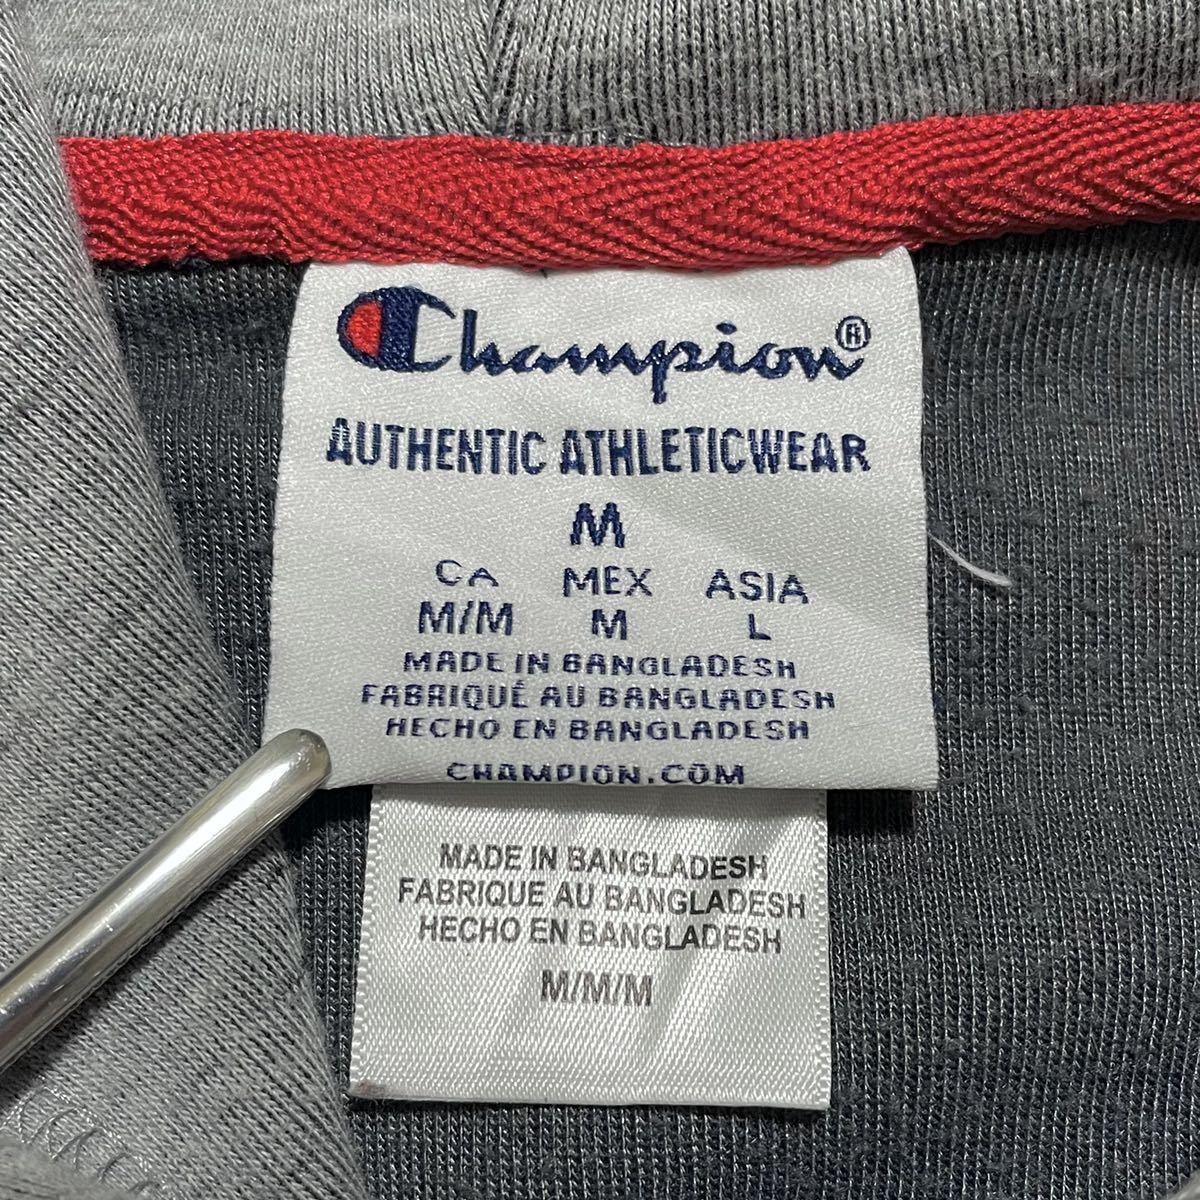 Champion®
AUTHENTIC ATHLETICWEAR
M
CA MEX ASIA
M/M M L
MADE IN BANGLADESH
FABRIQUÉ AU BANGLADESH
HECHO EN BANGLADESH
CHAMPION.COM
MADE IN BANGLADESH
FABRIQUE AU BANGLADESH
HECHO EN BANGLADESH
M/M/M